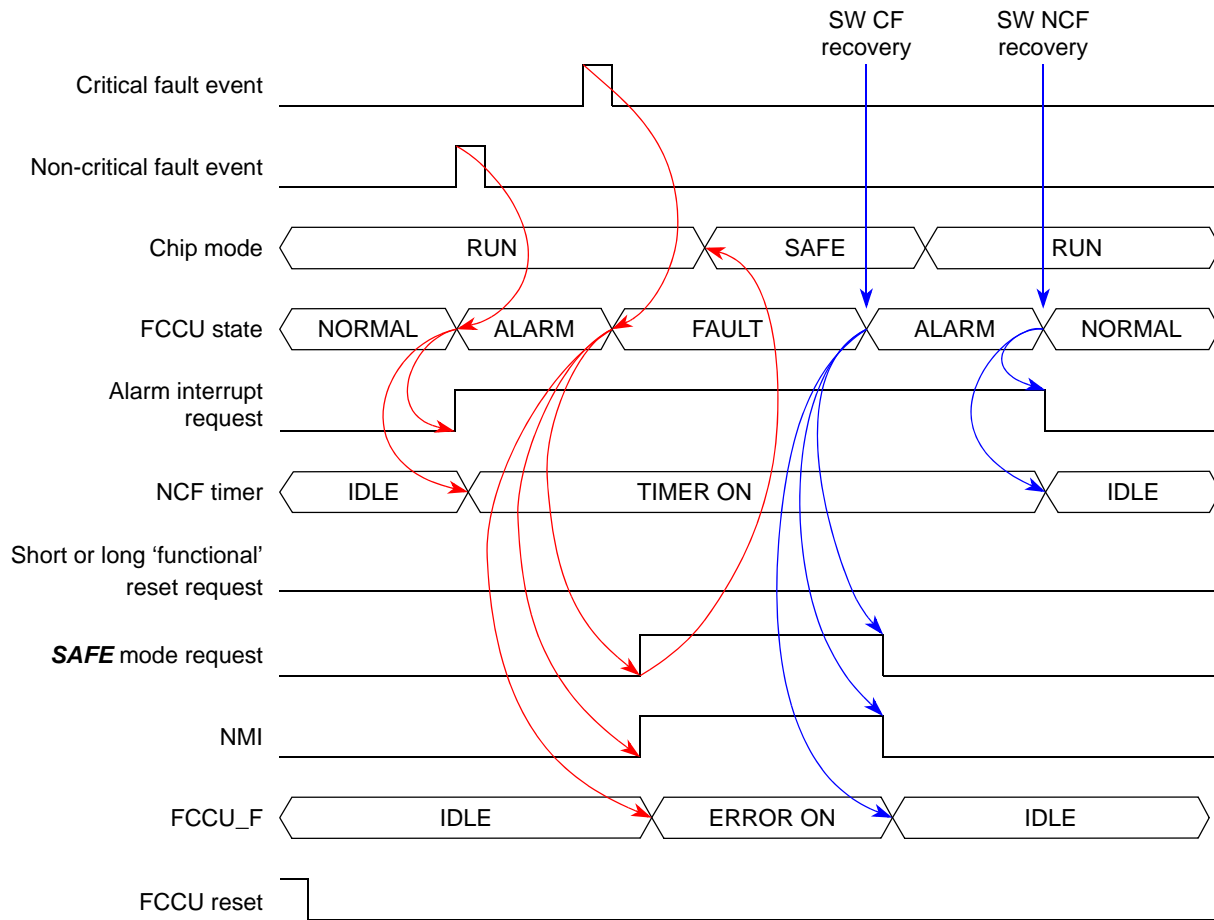 SW CF
recovery
SW NCF
recovery
Critical fault event
Non-critical fault event
Chip mode
RUN
SAFE
RUN
FCCU state
NORMAL
ALARM
FAULT
ALARM
NORMAL
Alarm interrupt
request
NCF timer
IDLE
TIMER ON
IDLE
Short or long ‘functional’
reset request
SAFE mode request
NMI
FCCU_F
IDLE
ERROR ON
IDLE
FCCU reset